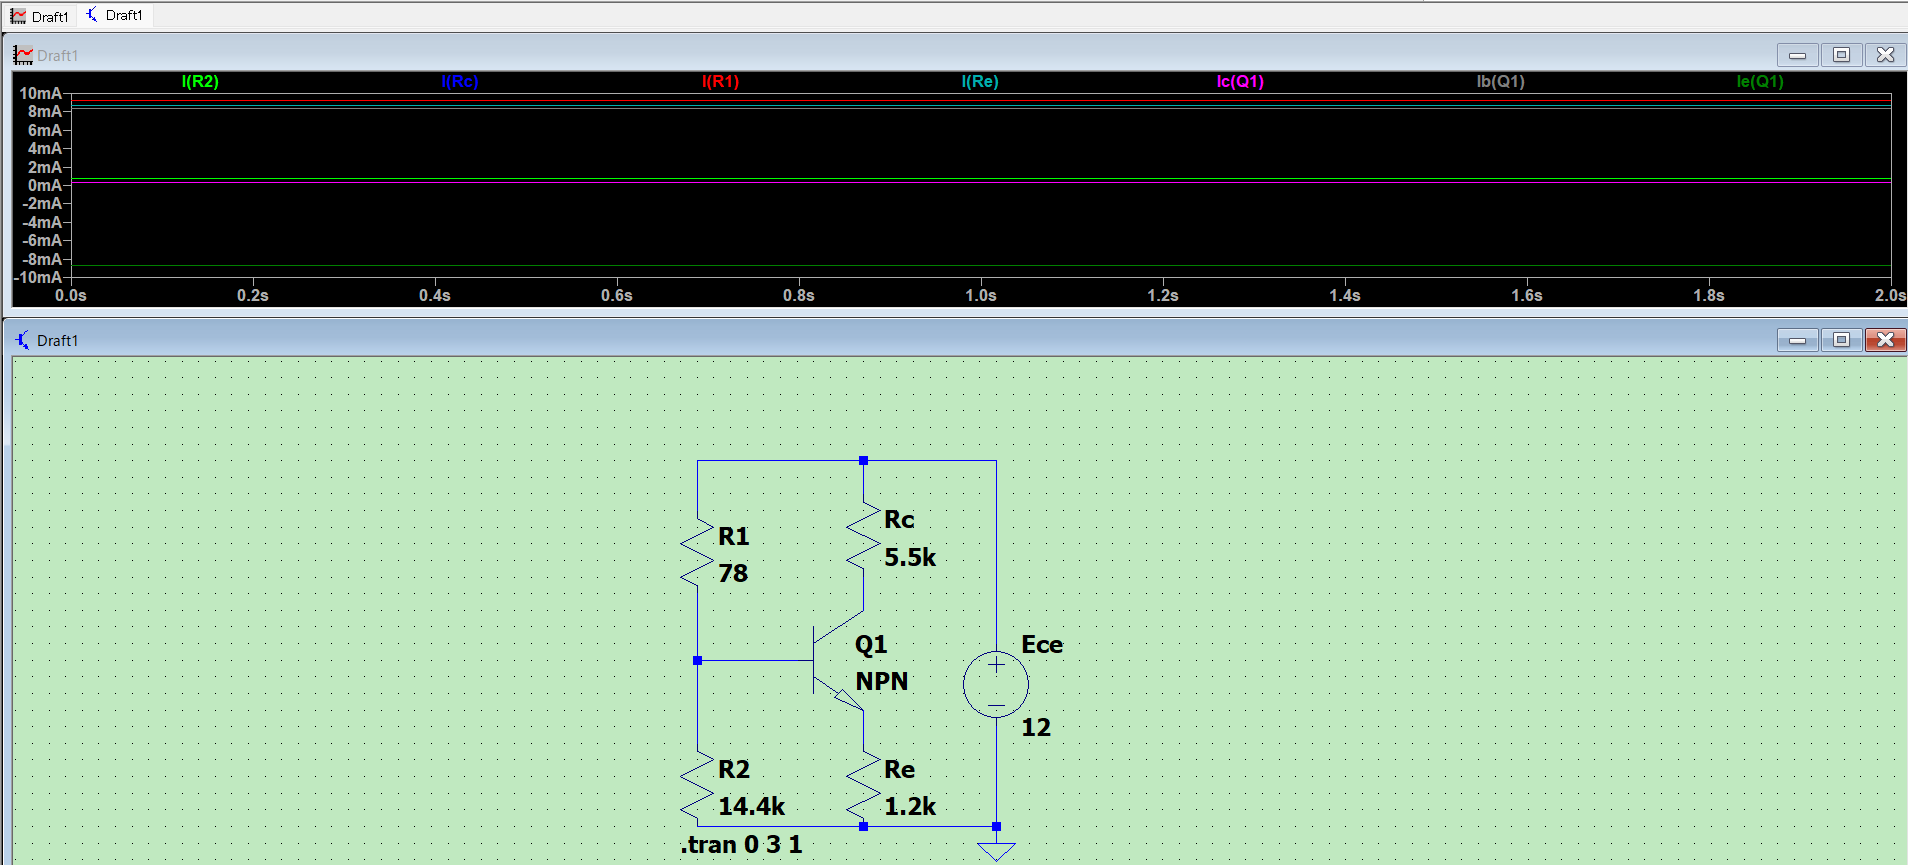 Draft1 Draft1
Draft1
I(R2) I(Rc) I(R1) I(Re) Ic(Q1) Ib(Q1) Ie(Q1)
10mA
8mA
6mA
4mA
2mA
0mA
-2mA
-4mA
-6mA
-8mA
-10mA
0.0s 0.2s 0.4s 0.6s 0.8s 1.0s 1.2s 1.4s 1.6s 1.8s 2.0s
Draft1
Rc
5.5k
R1
78
Q1
NPN
Ece
12
R2
14.4k
Re
1.2k
.tran 0 3 1